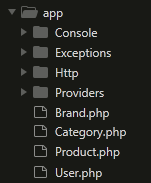 app
Console
Exceptions
Http
Providers
Brand.php
Category.php
Product.php
User.php